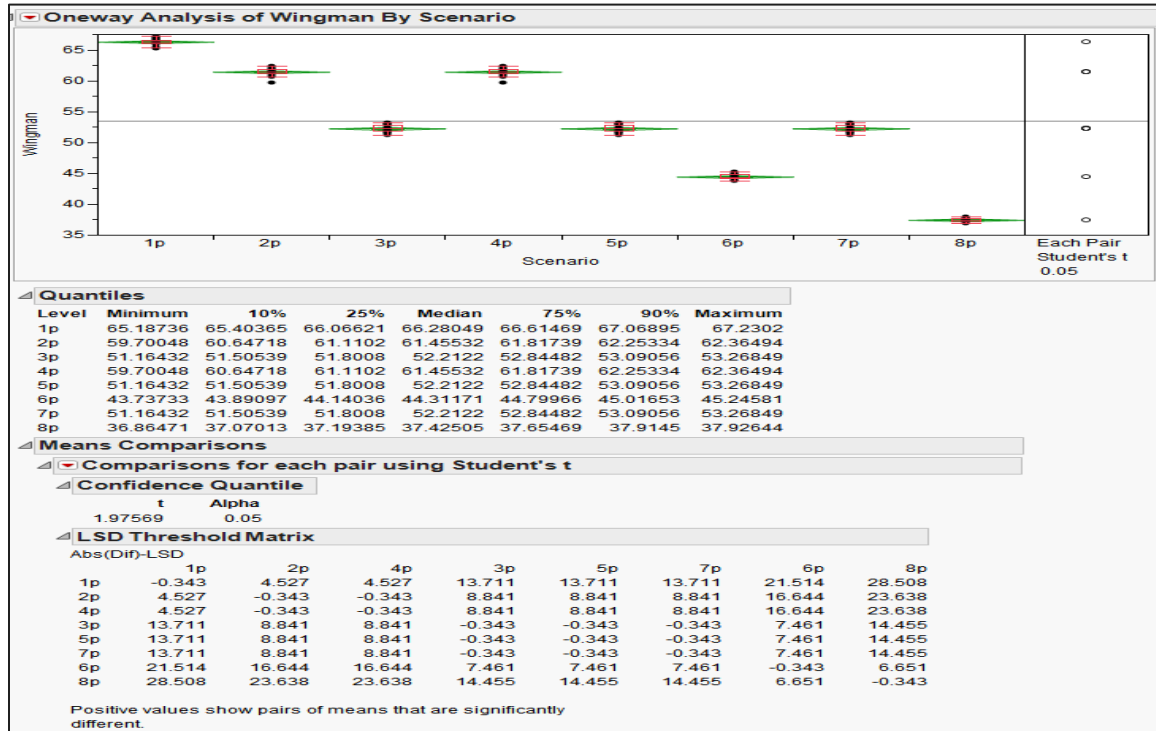 Oneway Analysis of Wingman By Scenario
65
60
55
50
45
40
35
Wingman
1p 2p 3p 4p 5p 6p 7p 8p
Scenario
Each Pair
Student's t
0.05
Quantiles
Level Minimum 10% 25% Median 75% 90% Maximum
1p 65.18736 65.40365 66.06621 66.28049 66.61469 67.06895 67.2302
2p 59.70048 60.64718 61.1102 61.45532 61.81739 62.25334 62.36494
3p 51.16432 51.50539 51.8008 52.2122 52.84482 53.09056 53.26849
4p 59.70048 60.64718 61.1102 61.45532 61.81739 62.25334 62.36494
5p 51.16432 51.50539 51.8008 52.2122 52.84482 53.09056 53.26849
6p 43.73733 43.89097 44.14036 44.31171 44.79966 45.01653 45.24581
7p 51.16432 51.50539 51.8008 52.2122 52.84482 53.09056 53.26849
8p 36.86471 37.07013 37.19385 37.42505 37.65469 37.9145 37.92644
Means Comparisons
Comparisons for each pair using Student's t
Confidence Quantile
t Alpha
1.97569 0.05
LSD Threshold Matrix
Abs(Dif)-LSD
1p 2p 4p 3p 5p 7p 6p 8p
1p -0.343 4.527 4.527 13.711 13.711 13.711 21.514 28.508
2p 4.527 -0.343 -0.343 8.841 8.841 8.841 16.644 23.638
4p 4.527 -0.343 -0.343 8.841 8.841 8.841 16.644 23.638
3p 13.711 8.841 8.841 -0.343 -0.343 -0.343 7.461 14.455
5p 13.711 8.841 8.841 -0.343 -0.343 -0.343 7.461 14.455
7p 13.711 8.841 8.841 -0.343 -0.343 -0.343 7.461 14.455
6p 21.514 16.644 16.644 7.461 7.461 7.461 -0.343 6.651
8p 28.508 23.638 23.638 14.455 14.455 14.455 6.651 -0.343
Positive values show pairs of means that are significantly
different.